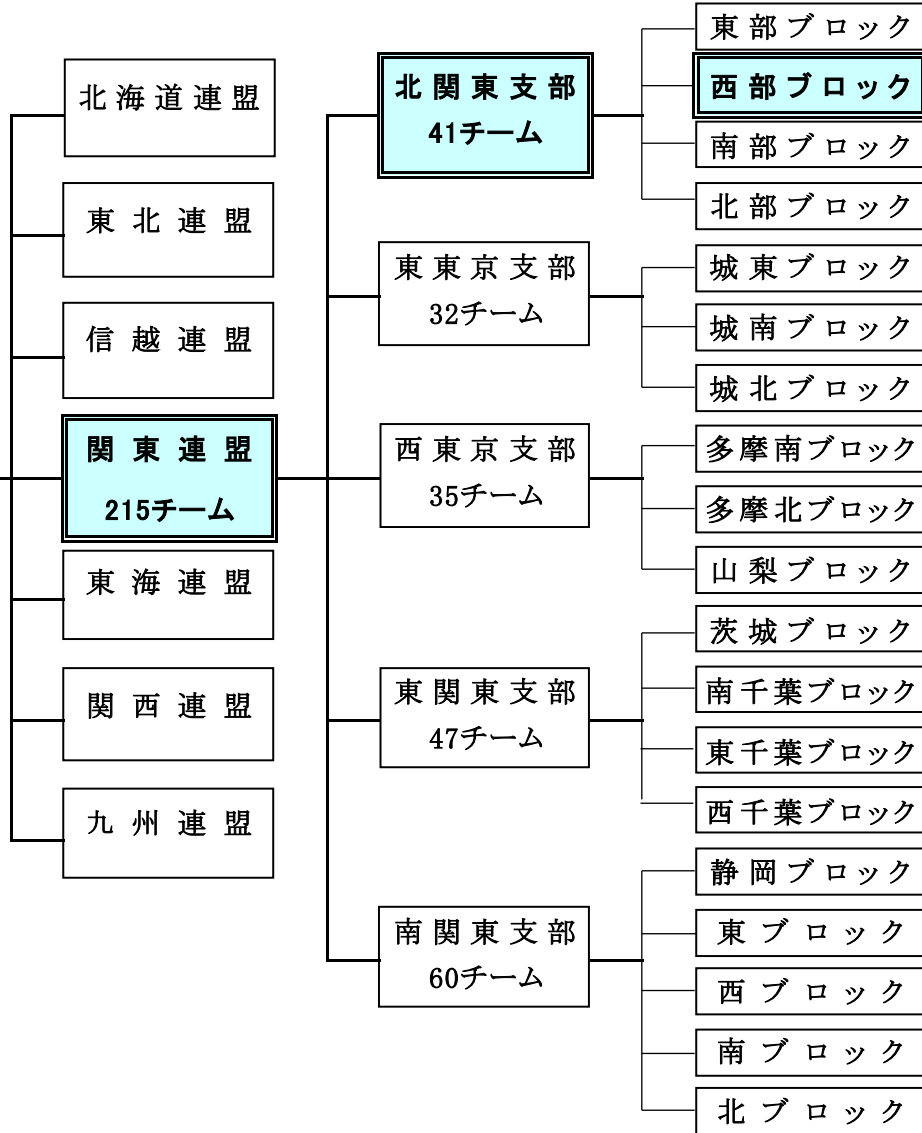 北海道連盟
東北連盟
信越連盟
関東連盟
215チーム
東海連盟
関西連盟
九州連盟
北関東支部
41チーム
東東京支部
32チーム
西東京支部
35チーム
東関東支部
47チーム
南関東支部
60チーム
東部ブロック
西部ブロック
南部ブロック
北部ブロック
城東ブロック
城南ブロック
城北ブロック
多摩南ブロック
多摩北ブロック
山梨ブロック
茨城ブロック
南千葉ブロック
東千葉ブロック
西千葉ブロック
静岡ブロック
東ブロック
西ブロック
南ブロック
北ブロック